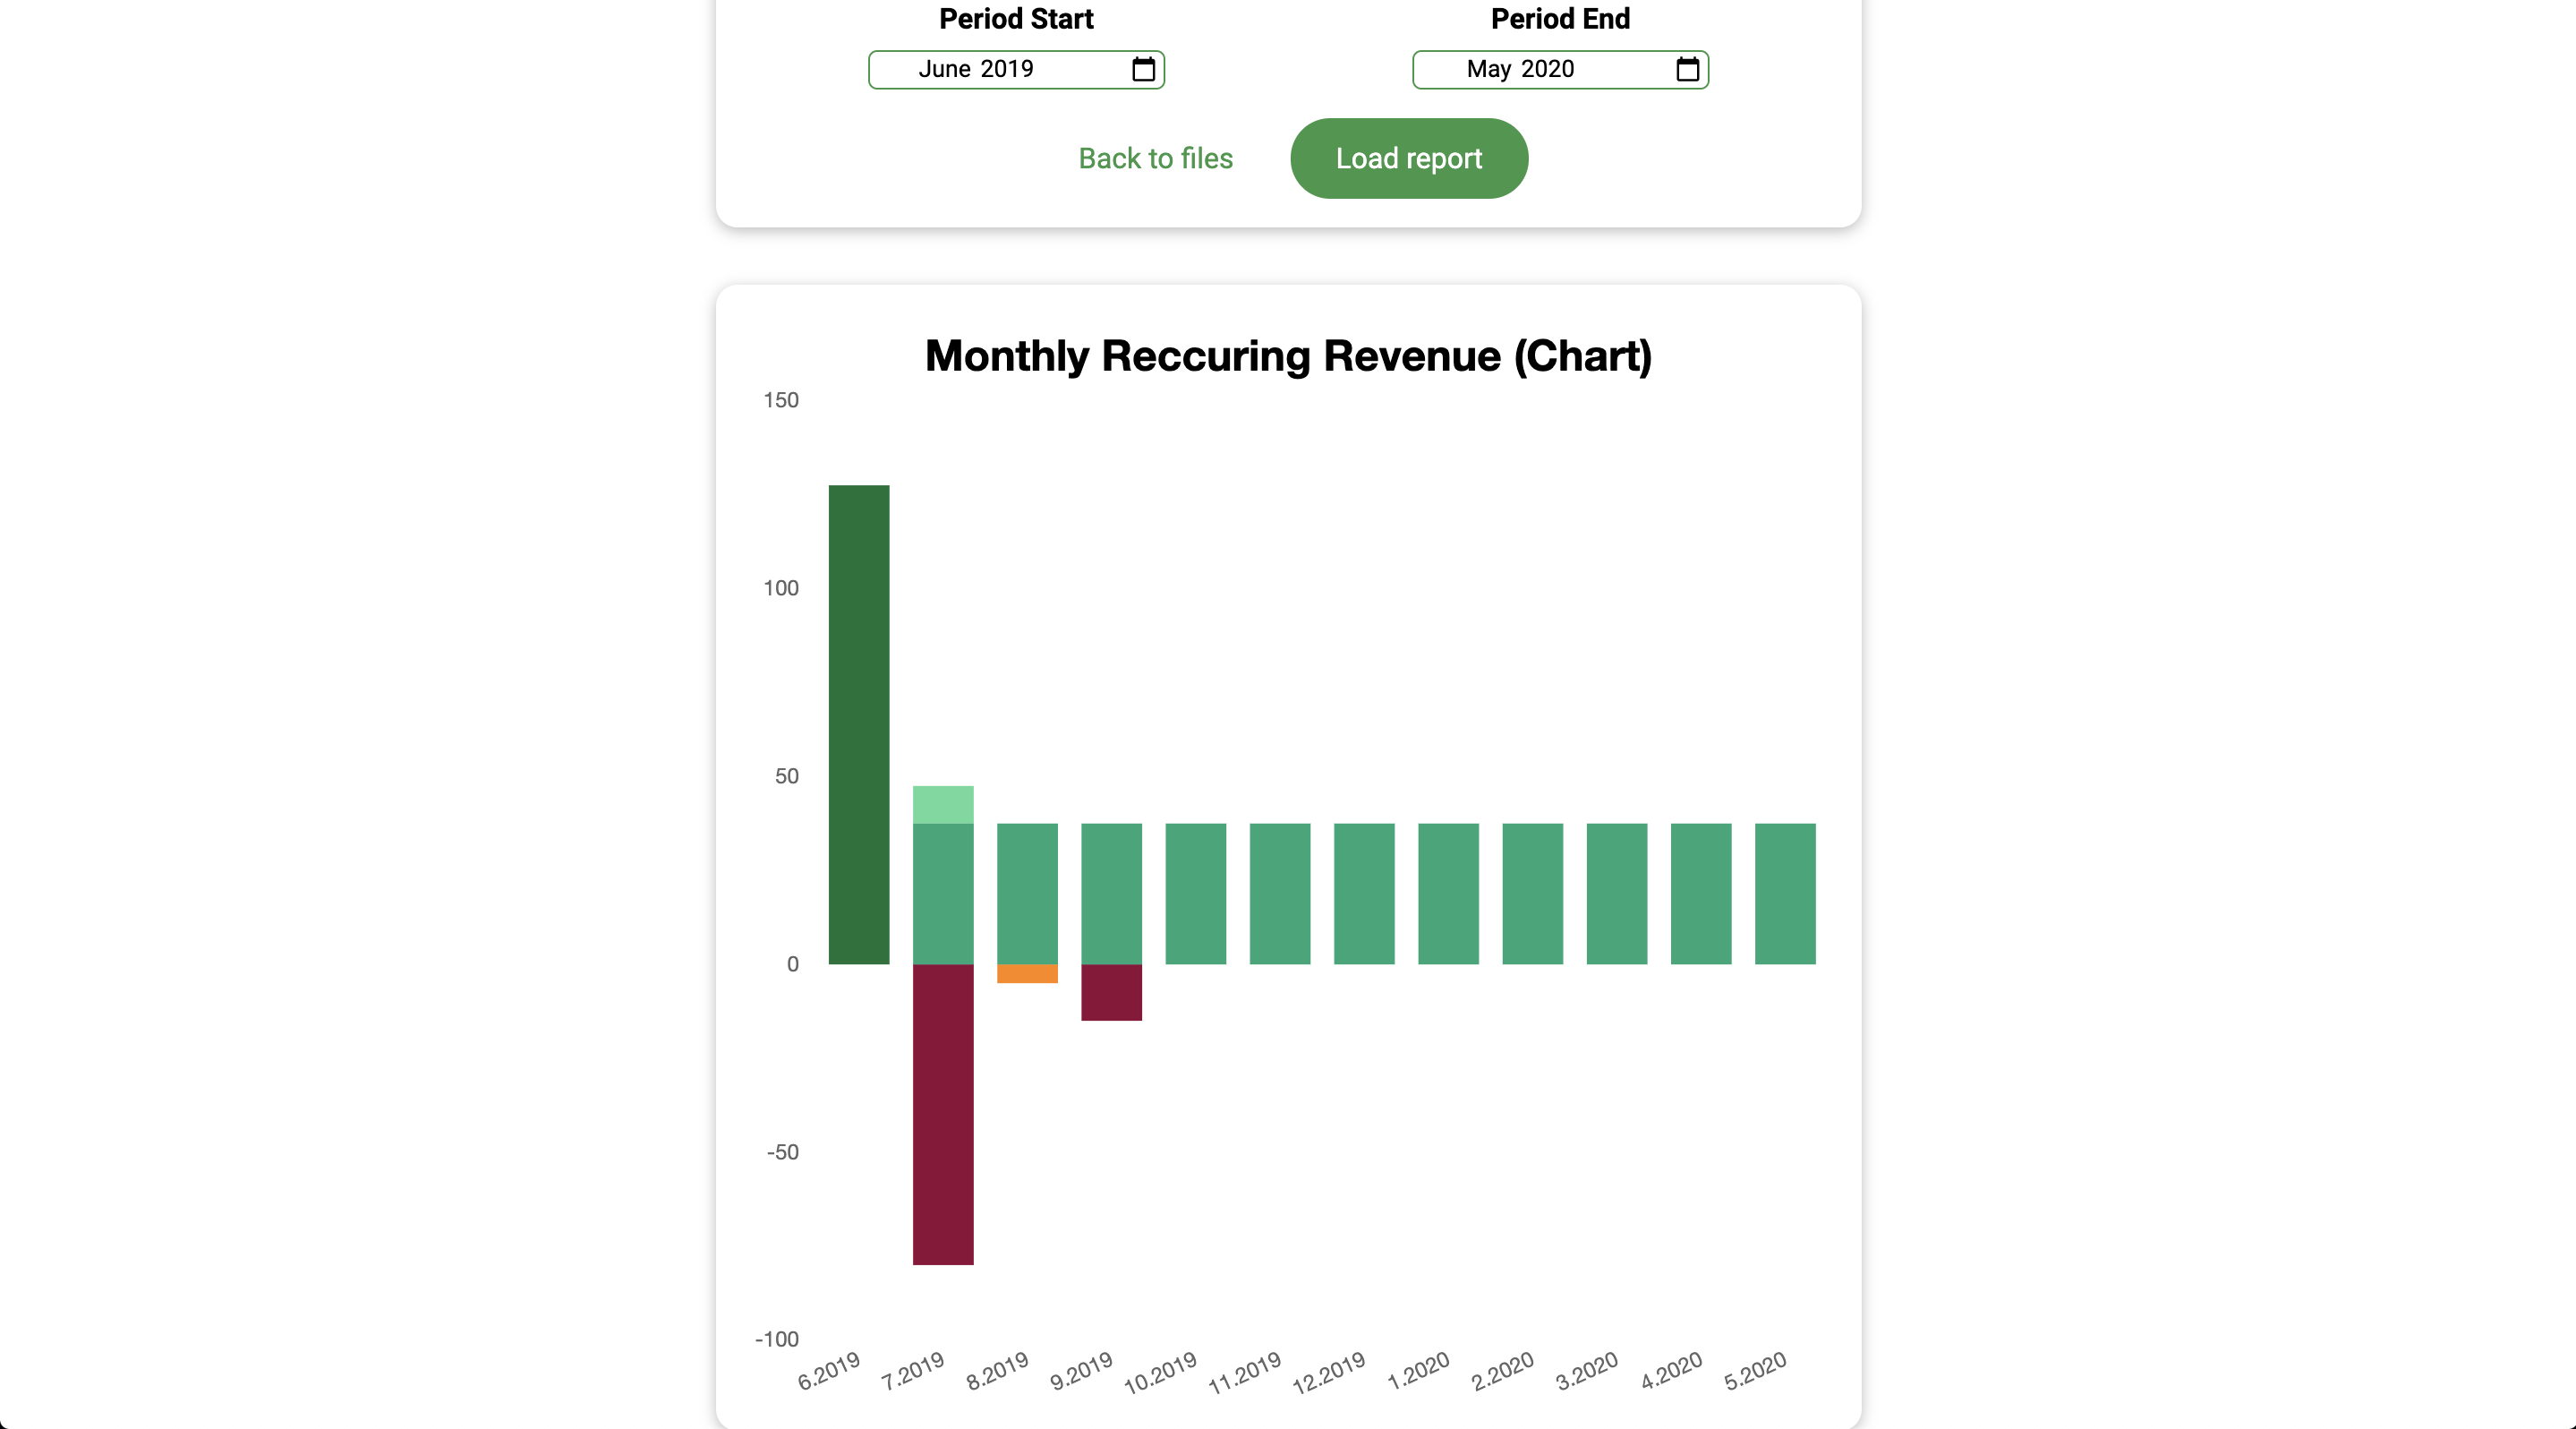 Period Start Period End
June 2019 May 2020
Back to files Load report
Monthly Reccuring Revenue (Chart)
150
100
50
0
-50
-100
6.2019 7.2019 8.2019 9.2019 10.2019 11.2019 12.2019 1.2020 2.2020 3.2020 4.2020 5.2020